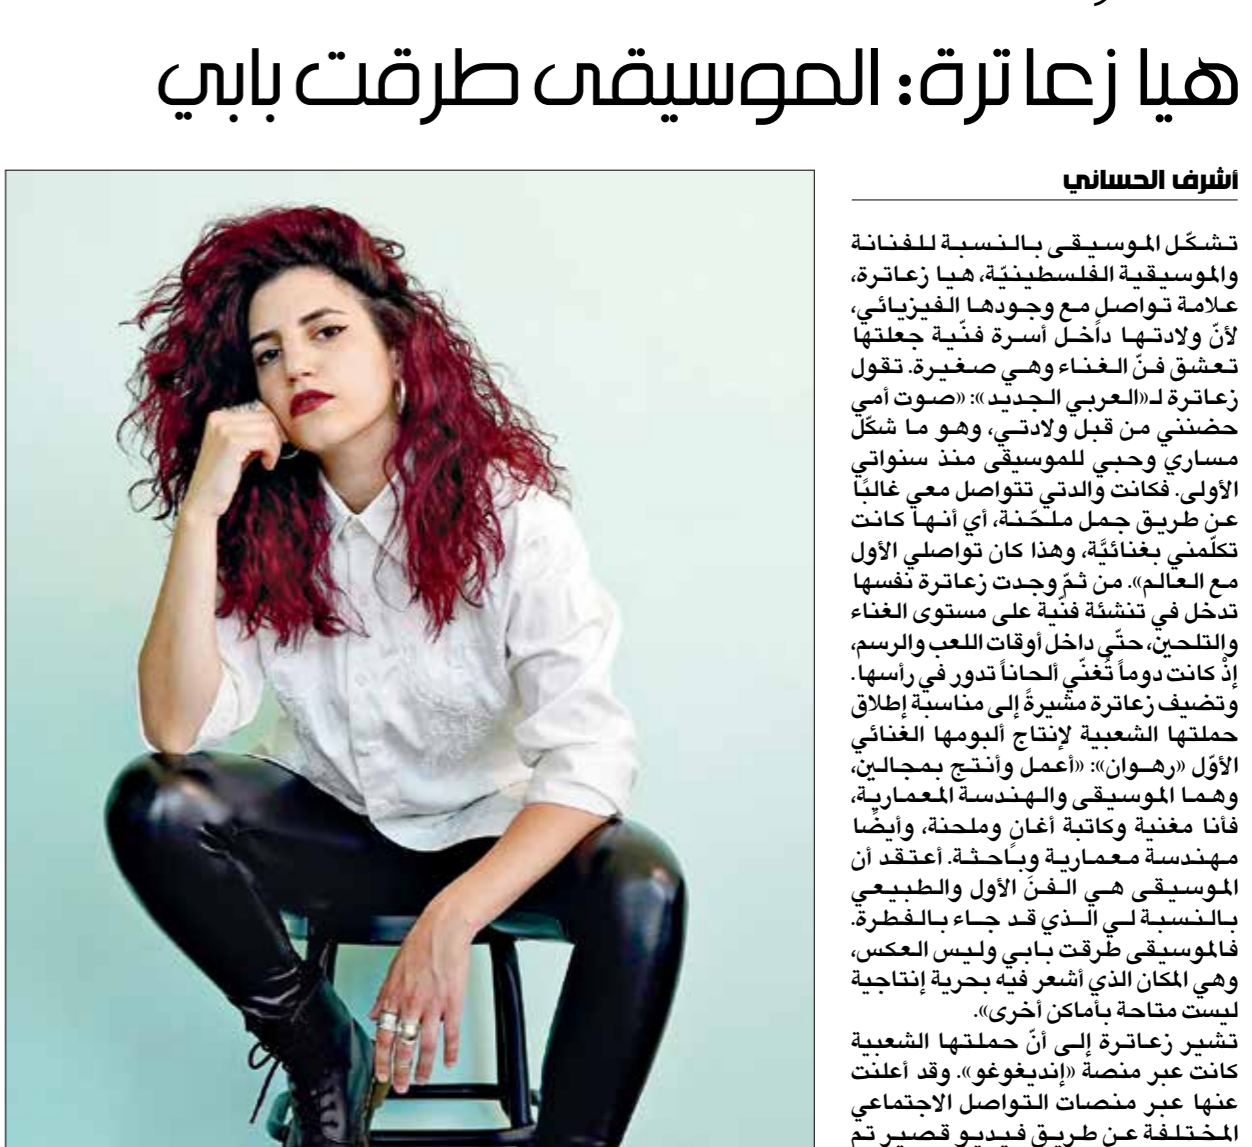 هيا زعاترة: الموسيقى طرقت بابي
أشرف الحساني
تشكّل الموسيقى بالنسبة للفنانة
والموسيقية الفلسطينيّة، هيا زعاترة،
علامة تواصل مع وجودها الفيزيائي،
لأنّ ولادتها داخل أسرة فنّية جعلتها
تعشق فنّ الغناء وهي صغيرة. تقول
زعاترة لـ«العربي الجديد»: «صوت أمي
حضنني من قبل ولادتي، وهو ما شكّل
مساري وحبي للموسيقى منذ سنواتي
الأولى. فكانت والدتي تتواصل معي غالبًا
عن طريق جمل ملحّنة، أي أنها كانت
تكلّمني بغنائيَّة، وهذا كان تواصلي الأول
مع العالم». من ثمّ وجدت زعاترة نفسها
تدخل في تنشئة فنّية على مستوى الغناء
والتلحين، حتّى داخل أوقات اللعب والرسم،
إذْ كانت دوماً تُغنّي ألحاناً تدور في رأسها.
وتضيف زعاترة مشيرةً إلى مناسبة إطلاق
حملتها الشعبية لإنتاج ألبومها الغنائي
الأوّل «رهوان»: «أعمل وأنتج بمجالين،
وهما الموسيقى والهندسة المعمارية،
فأنا مغنية وكاتبة أغانٍ وملحنة، وأيضًا
مهندسة معمارية وباحثة. أعتقد أن
الموسيقى هي الفنّ الأول والطبيعي
بالنسبة لي الذي قد جاء بالفطرة.
فالموسيقى طرقت بابي وليس العكس،
وهي المكان الذي أشعر فيه بحرية إنتاجية
ليست متاحة بأماكن أخرى».
تشير زعاترة إلى أنّ حملتها الشعبية
كانت عبر منصة «إنديغوغو». وقد أعلنت
عنها عبر منصات التواصل الاجتماعي
المختلفة عن طريق فيديو قصير تم